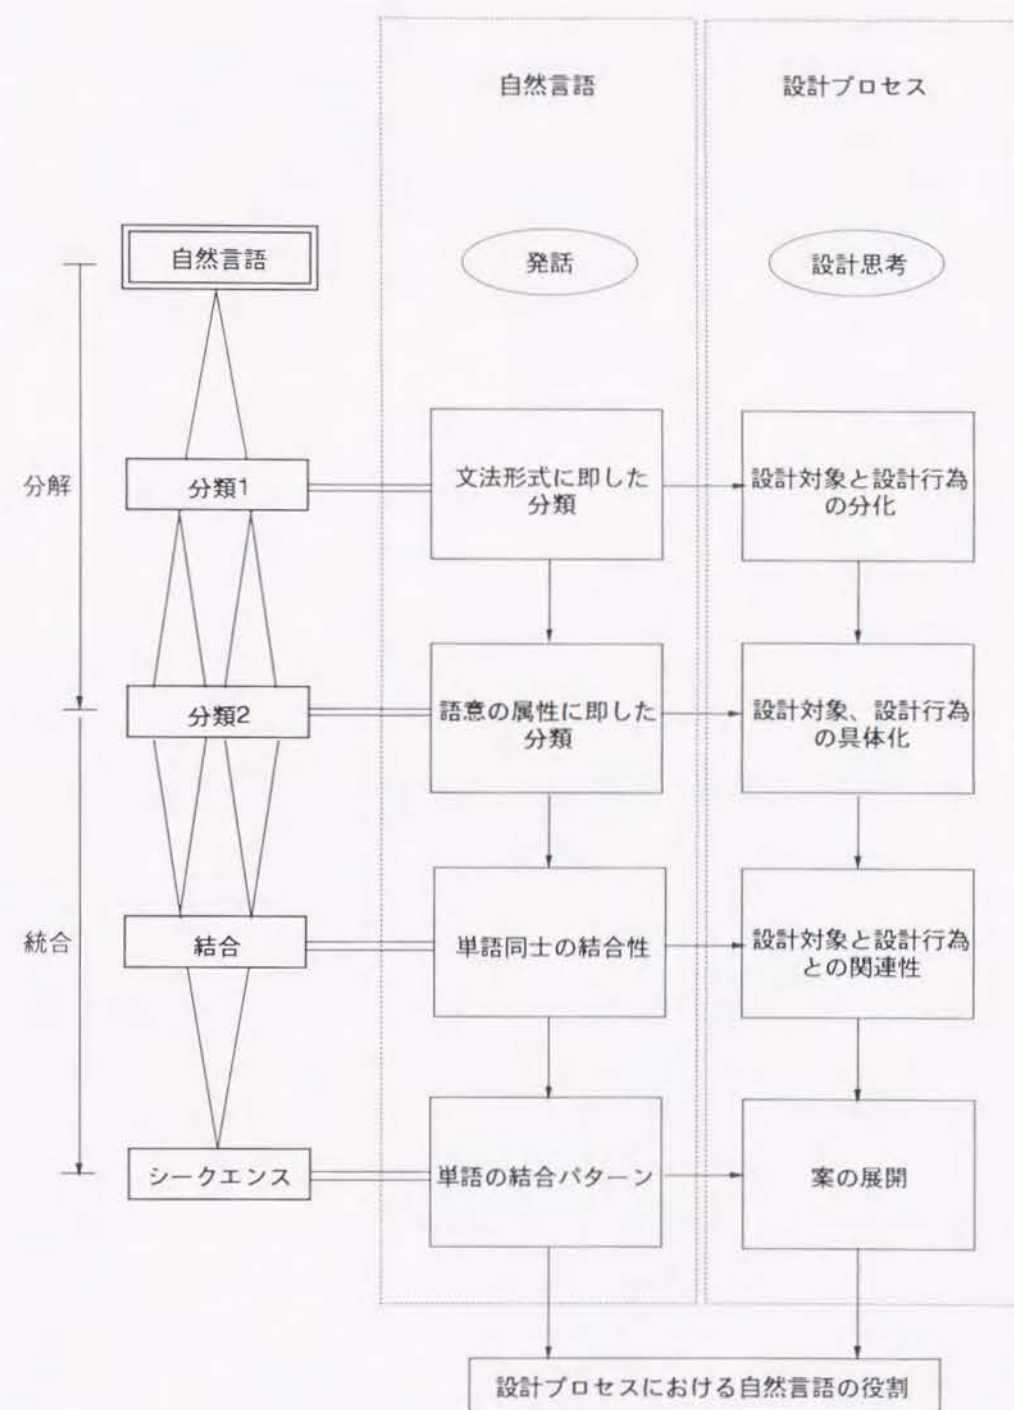 自然言語
設計プロセス
自然言語
発話
設計思考
分解
分類1
文法形式に即した
分類
設計対象と設計行為
の分化
分類2
語意の属性に即した
分類
設計対象、設計行為
の具体化
統合
結合
単語同士の結合性
設計対象と設計行為
との関連性
シークエンス
単語の結合パターン
案の展開
設計プロセスにおける自然言語の役割